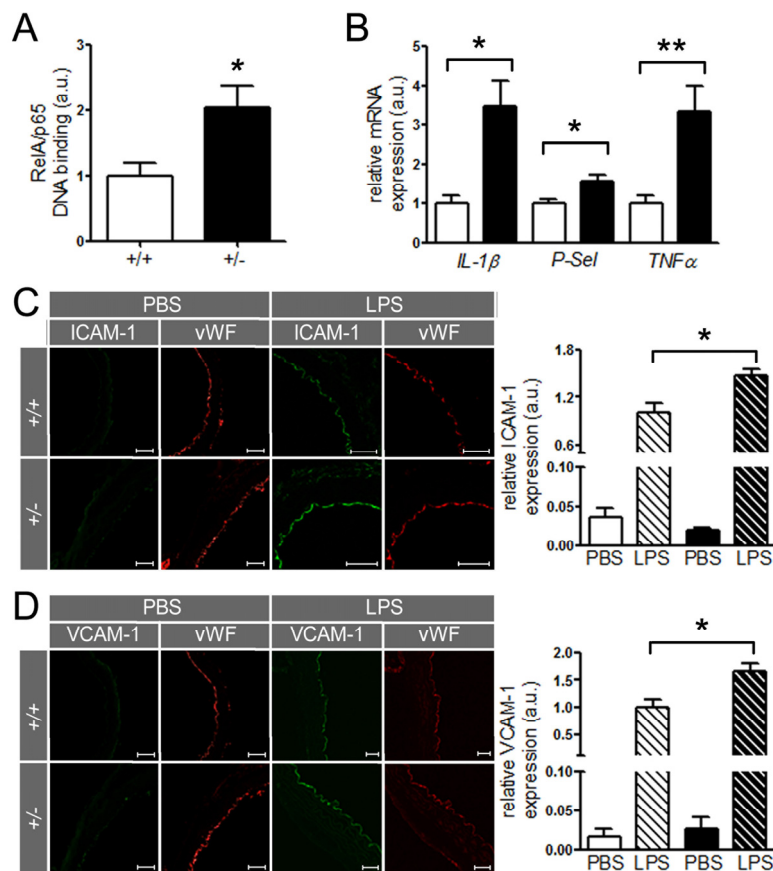 A
RelA/p65
DNA binding (a.u.)
3
2
1
0
*
+/+
+/-
B
relative mRNA
expression (a.u.)
5
4
3
2
1
0
*
*
**
IL-1β
P-Sel
TNFα
C
PBS
LPS
ICAM-1
vWF
ICAM-1
vWF
+/+
+/-
relative ICAM-1
expression (a.u.)
1.8
1.4
1.0
0.6
0.10
0.05
0.00
*
PBS
LPS
PBS
LPS
D
PBS
LPS
VCAM-1
vWF
VCAM-1
vWF
+/+
+/-
relative VCAM-1
expression (a.u.)
2.0
1.5
1.0
0.5
0.10
0.05
0.00
*
PBS
LPS
PBS
LPS